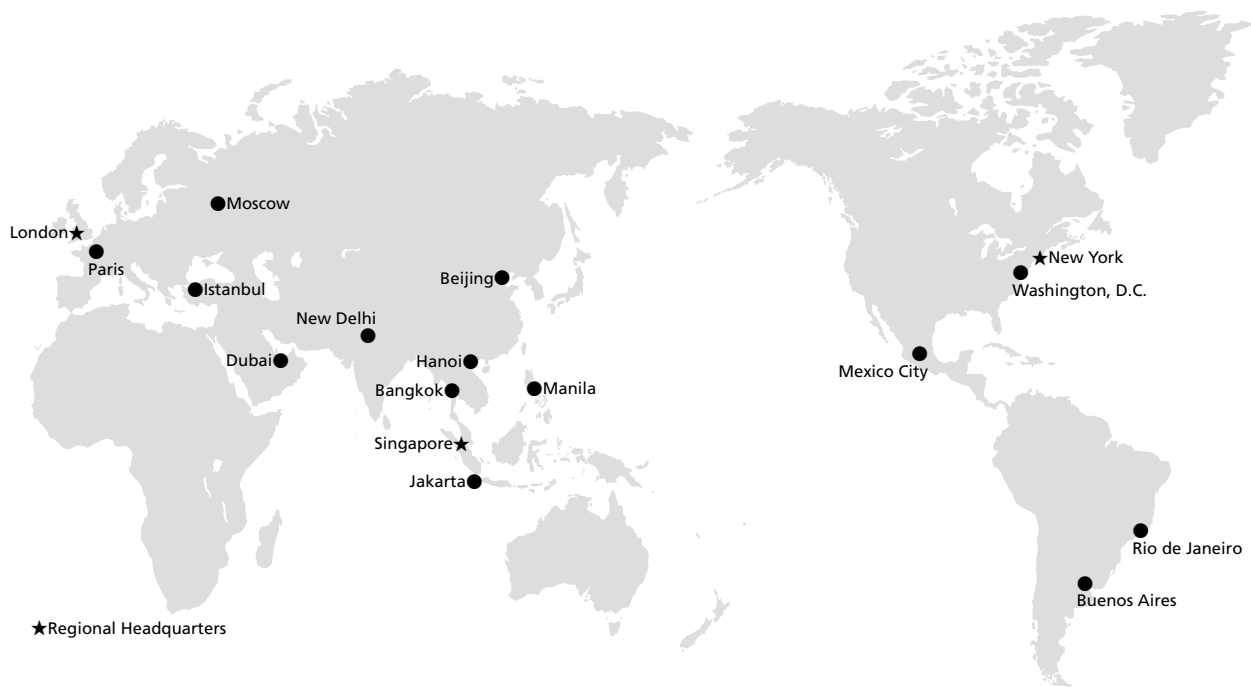 Moscow
London★
Paris
Istanbul
Beijing
New York
Washington, D.C.
New Delhi
Dubai
Hanoi
Mexico City
Bangkok
Manila
Singapore★
Jakarta
Rio de Janeiro
Buenos Aires
★Regional Headquarters